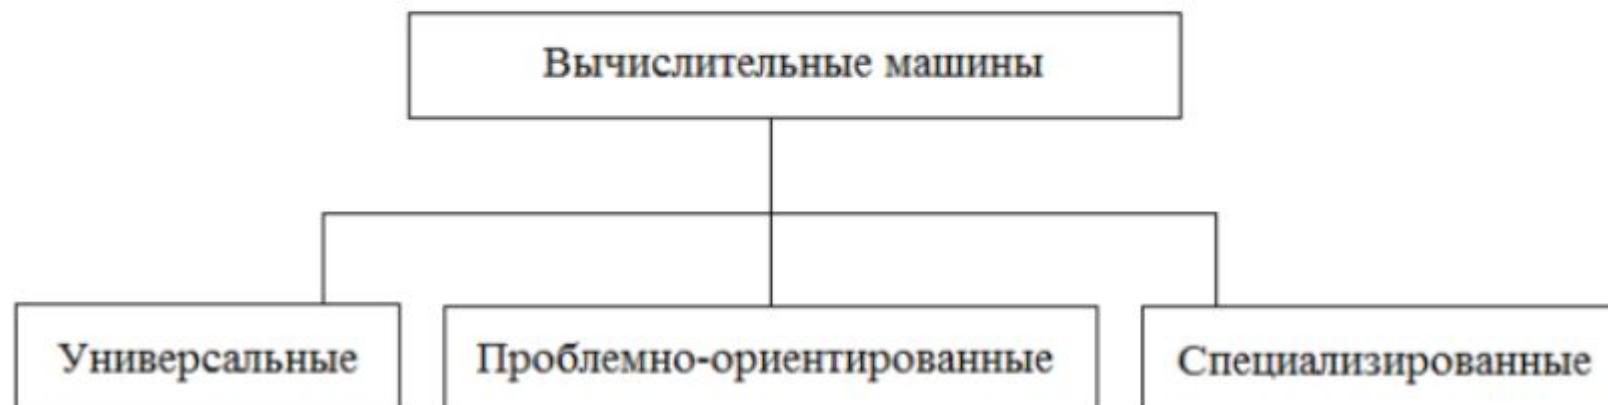 Вычислительные машины
Универсальные
Проблемно-ориентированные
Специализированные